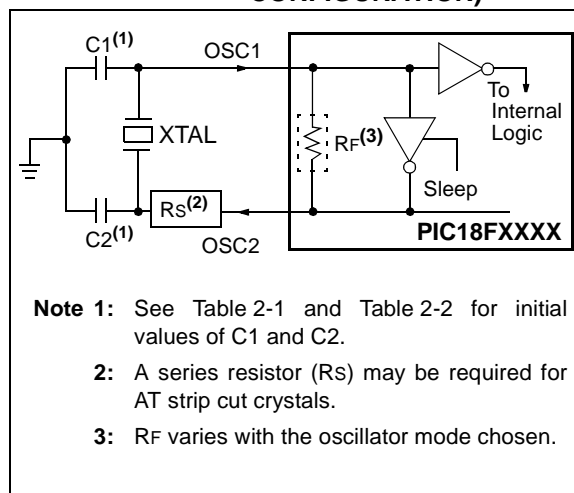 CONFIGURATION)
C1(1)
OSC1
To
Internal
Logic
XTAL
RF(3)
Sleep
RS(2)
C2(1)
OSC2
PIC18FXXXX
Note 1: See Table 2-1 and Table 2-2 for initial
values of C1 and C2.
2: A series resistor (RS) may be required for
AT strip cut crystals.
3: RF varies with the oscillator mode chosen.